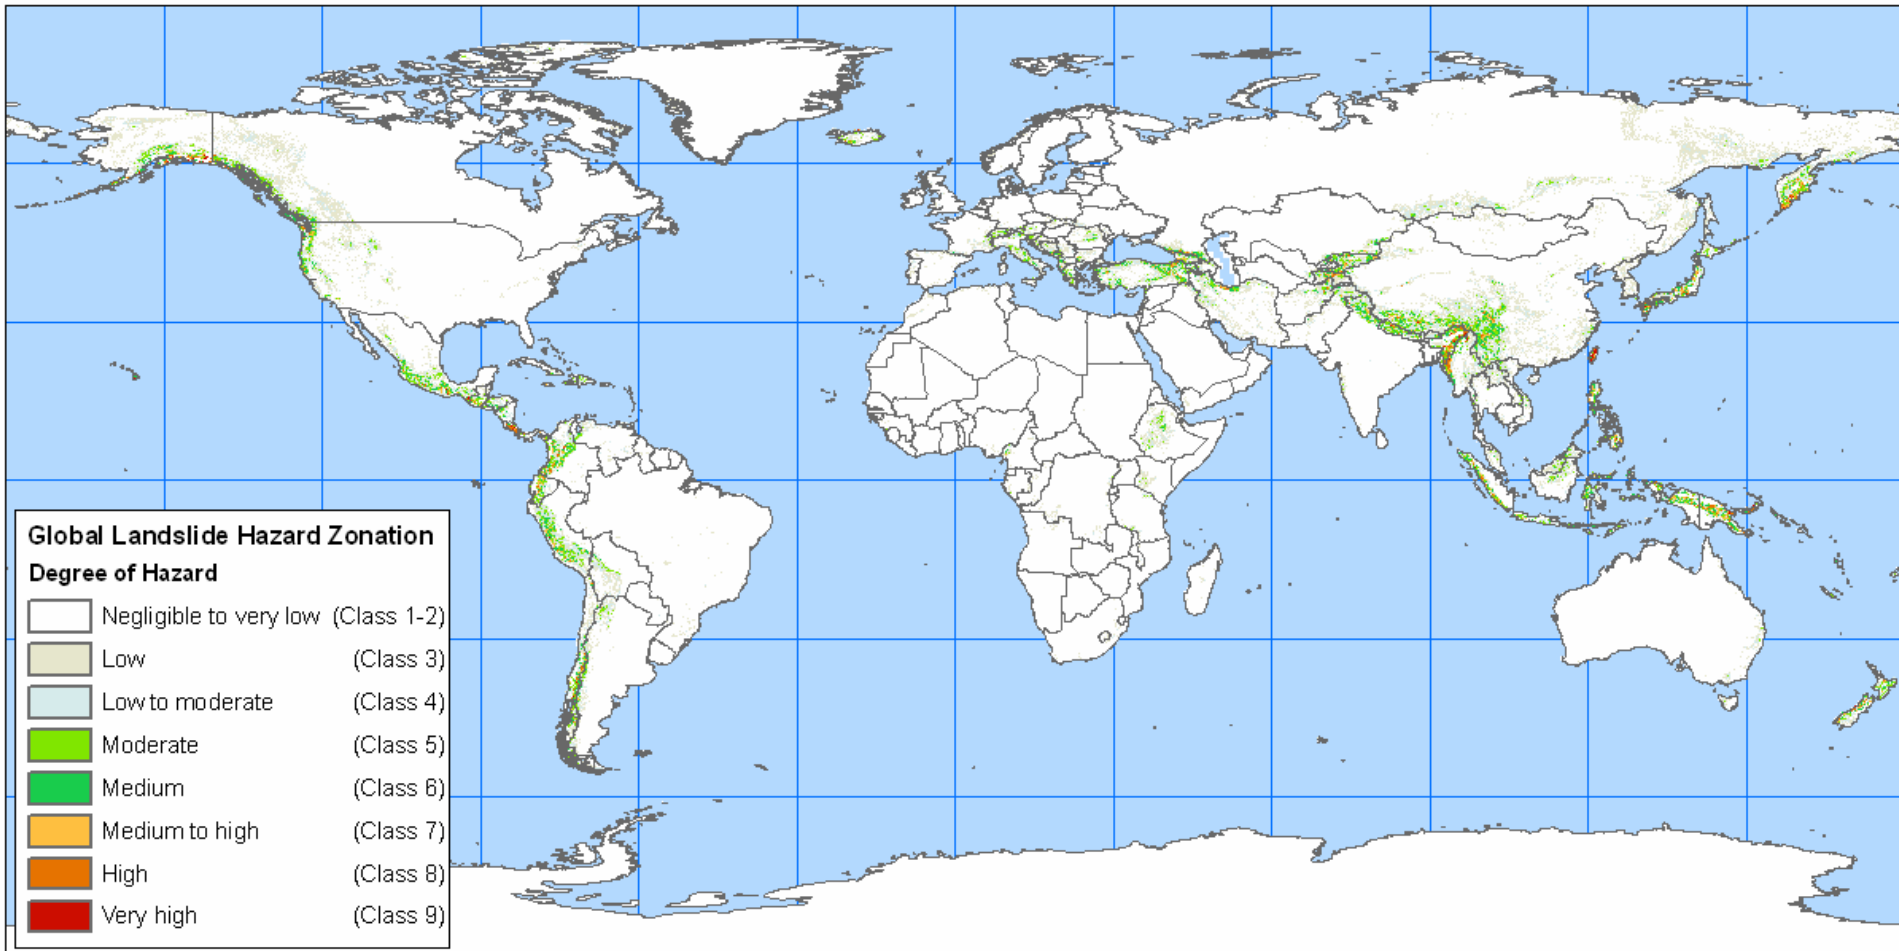 Global Landslide Hazard Zonation
Degree of Hazard
Negligible to very low (Class 1-2)
Low (Class 3)
Low to moderate (Class 4)
Moderate (Class 5)
Medium (Class 6)
Medium to high (Class 7)
High (Class 8)
Very high (Class 9)